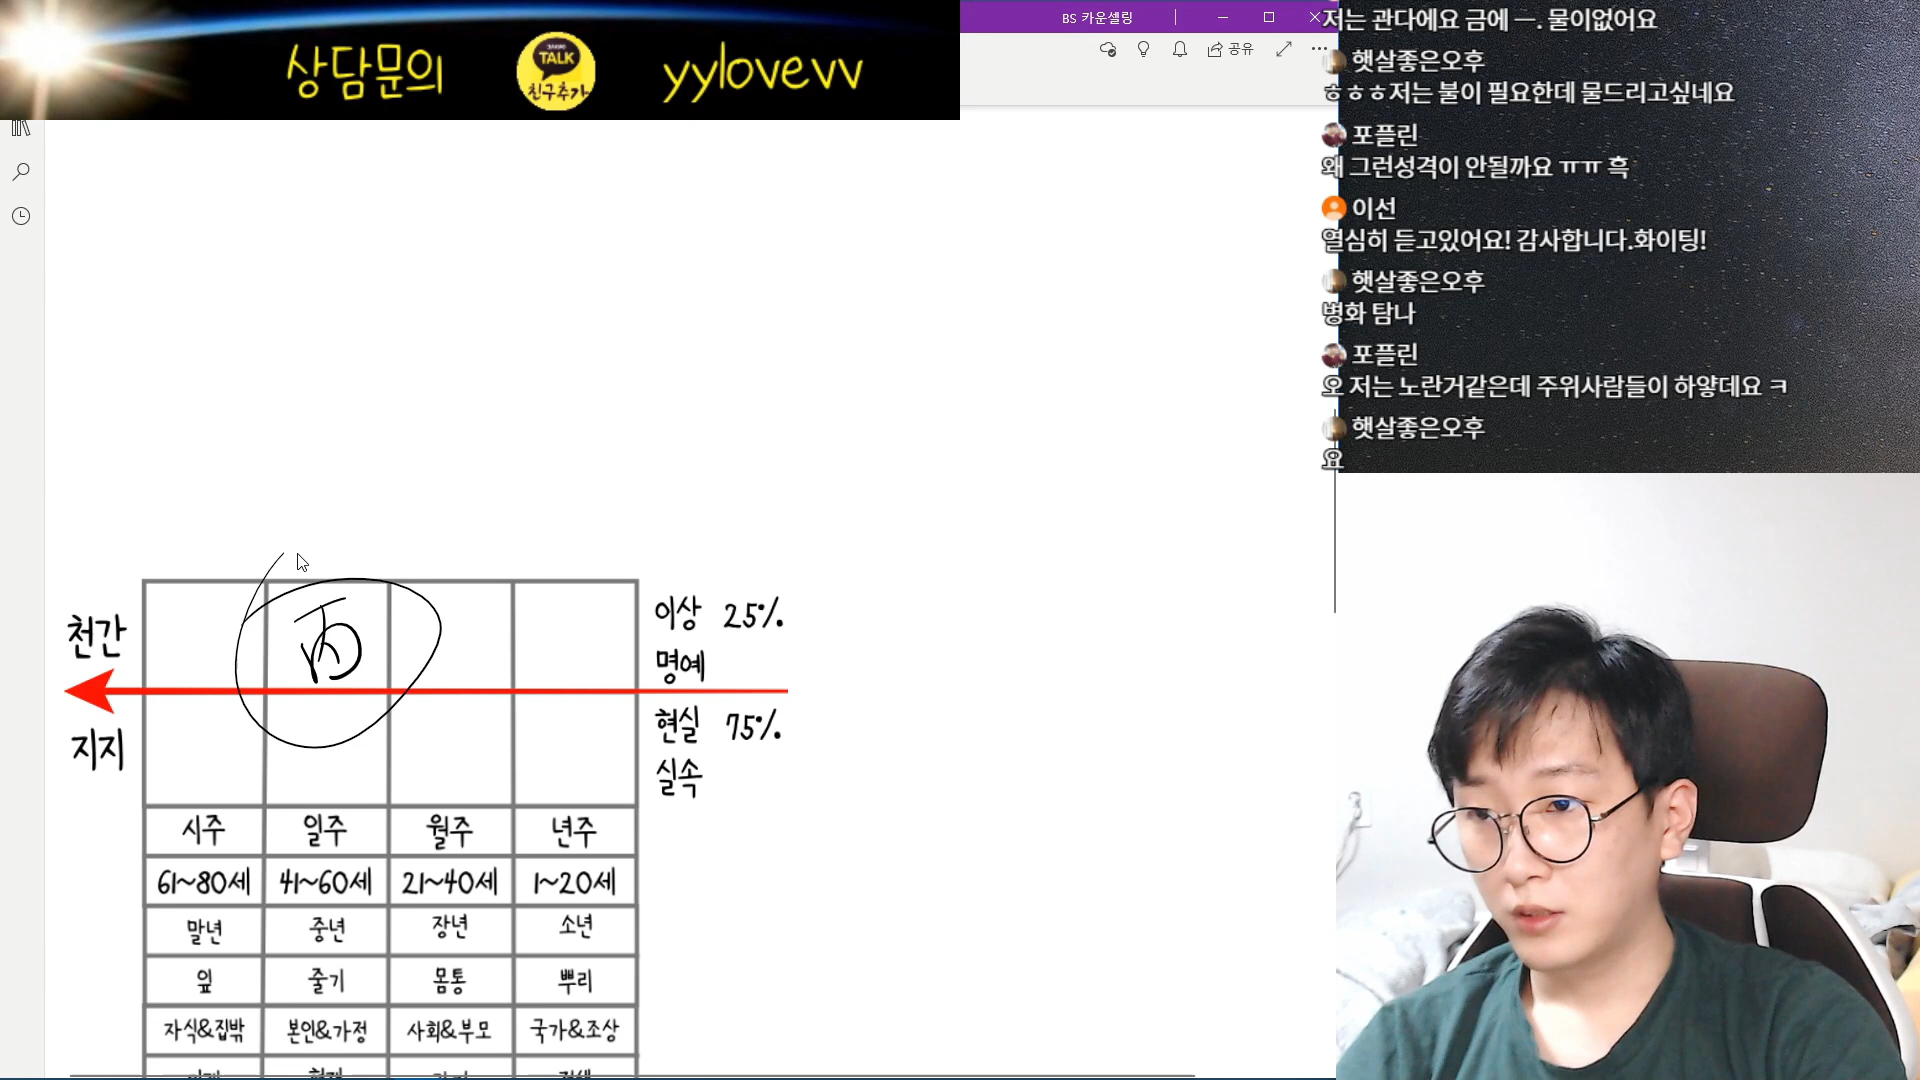 상담문의
TALK
친구추가
yylovevv
BS 카운셀링
공유
저는 관다에요 금에 ㅡ. 물이없어요
햇살좋은오후
ㅎㅎㅎ저는 불이 필요한데 물드리고싶네요
포플린
왜 그런성격이 안될까요 ㅠㅠ 흑
이선
열심히 듣고있어요! 감사합니다.화이팅!
햇살좋은오후
병화 탐나
포플린
오 저는 노란거같은데 주위사람들이 하얗데요 ㅋ
햇살좋은오후
요
천간
丙
이상 25%
명예
지지
현실 75%
실속
시주 일주 월주 년주
61~80세 41~60세 21~40세 1~20세
말년 중년 장년 소년
잎 줄기 몸통 뿌리
자식&집밖 본인&가정 사회&부모 국가&조상